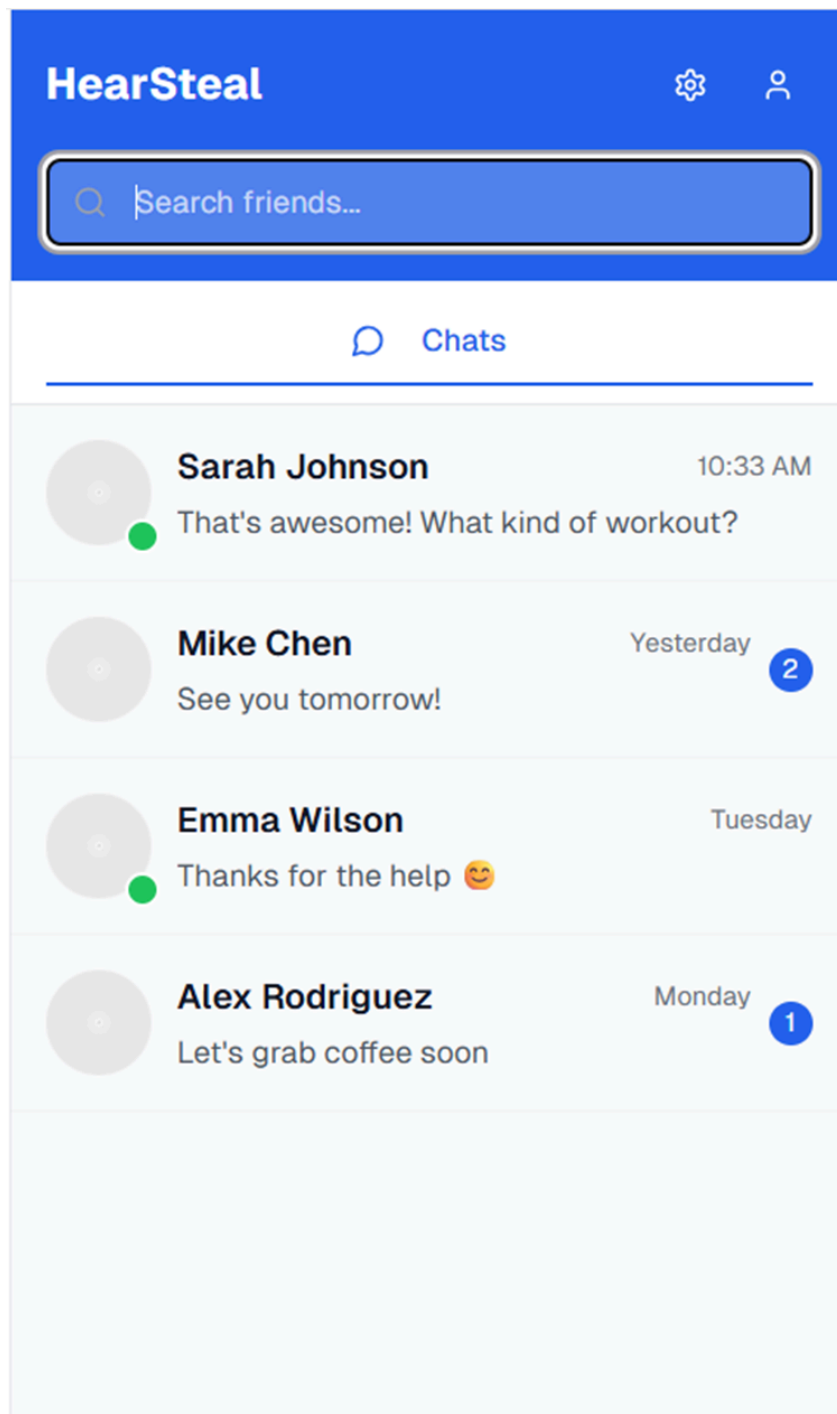 HearSteal
Search friends...
Chats
Sarah Johnson 10:33 AM
That's awesome! What kind of workout?
Mike Chen Yesterday 2
See you tomorrow!
Emma Wilson Tuesday
Thanks for the help 😊
Alex Rodriguez Monday 1
Let's grab coffee soon